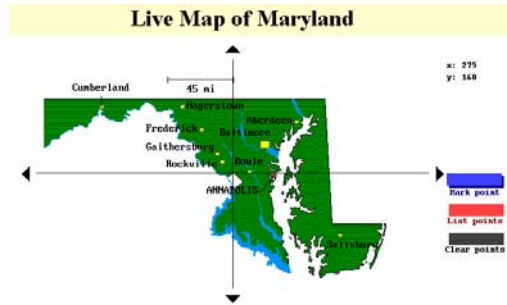 Live Map of Maryland
x: 275
y: 160
Cumberland
45 mi
Hagerstown
Frederick
Aberdeen
Baltimore
Gaithersburg
Rockville
Bowie
ANNAPOLIS
Mark point
List points
Clear points
Salisbury